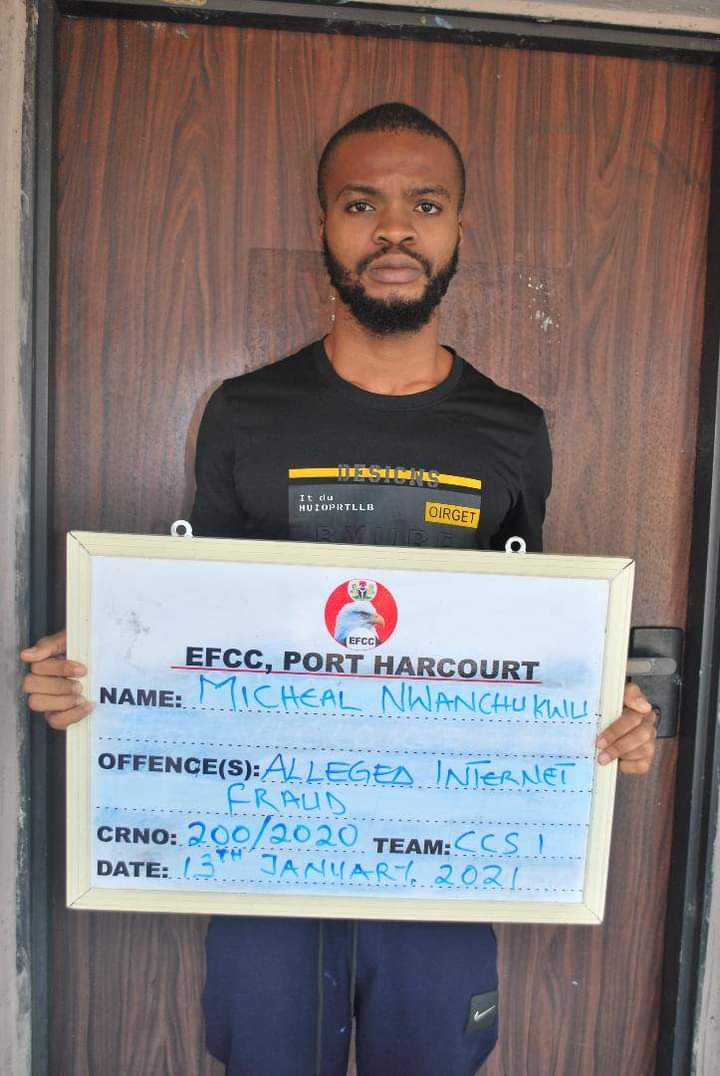 DESIGNS
It du
HUIOPRTLLB
OIRGET
EFCC
EFCC, PORT HARCOURT
NAME: MICHEAL NWANCHUKWU
OFFENCE(S): ALLEGED INTERNET
FRAUD
CRNO: 200/2020 TEAM: CCS 1
DATE: 13TH JANUARY, 2021